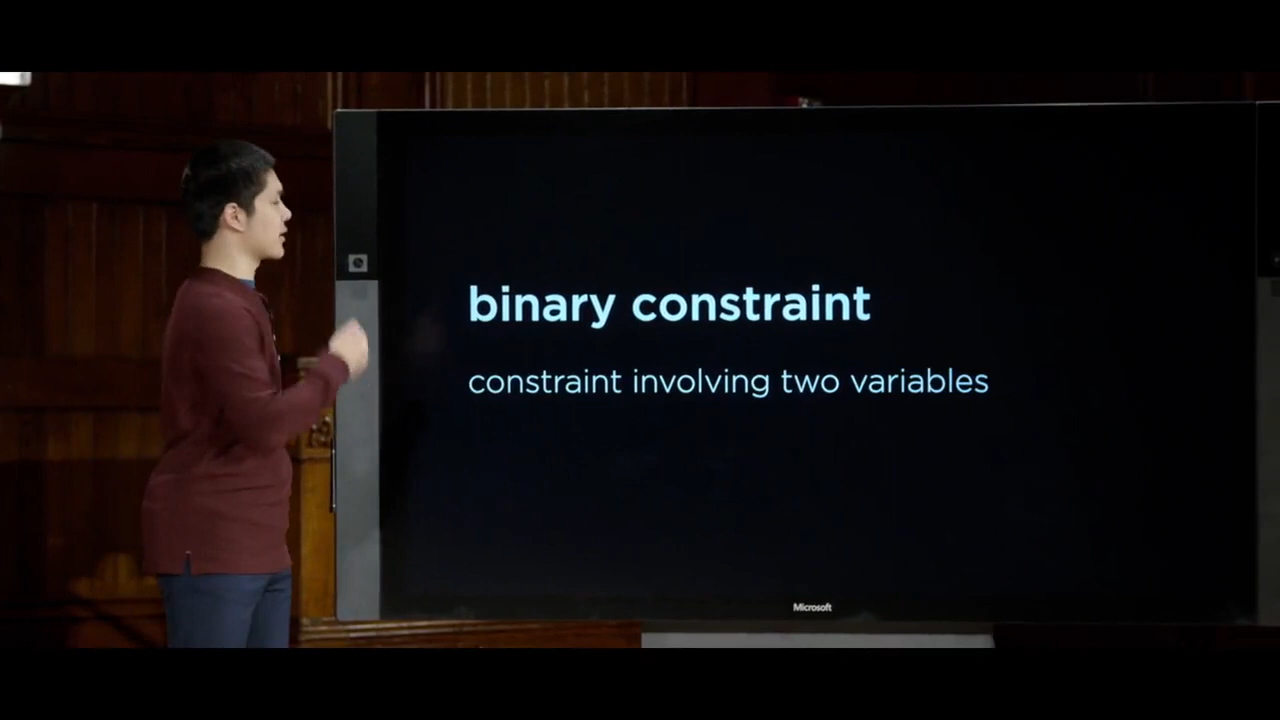 binary constraint
constraint involving two variables
Microsoft